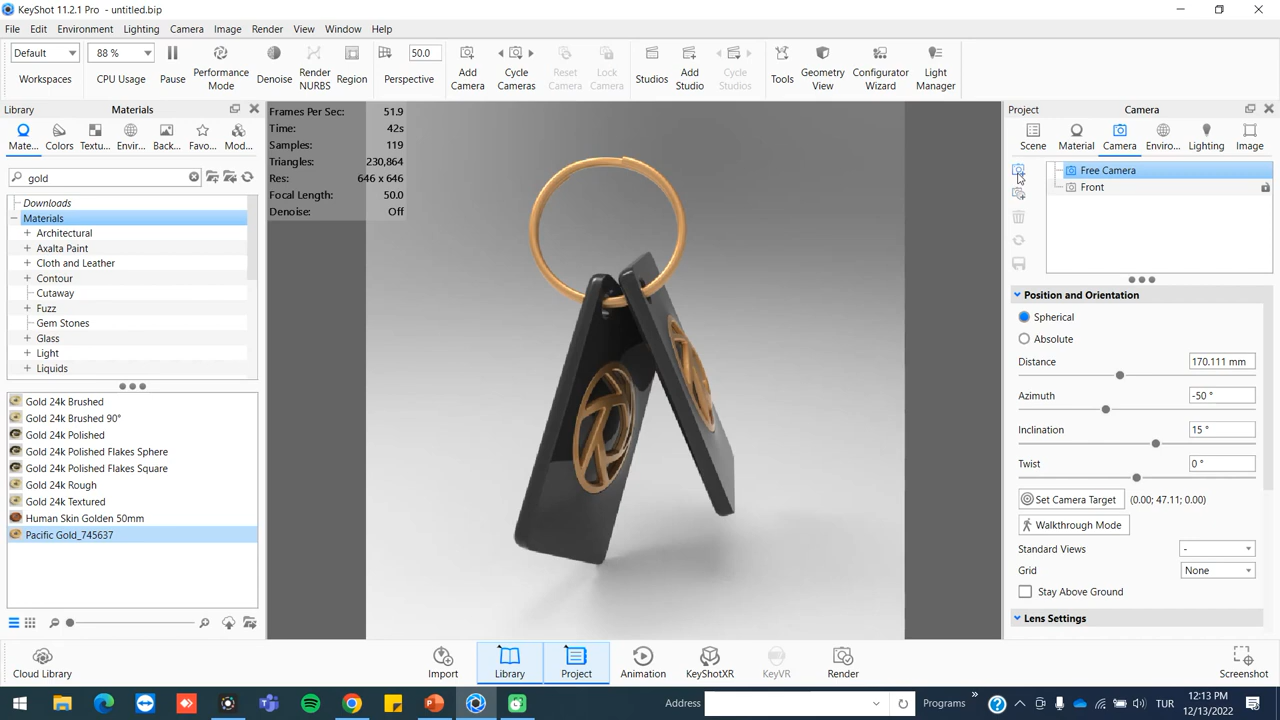 KeyShot 11.2.1 Pro - untitled.bip
File Edit Environment Lighting Camera Image Render View Window Help
Default 88 % 50.0
Workspaces CPU Usage Pause Performance Mode Denoise Render NURBS Region Perspective Add Camera Cycle Cameras Reset Camera Lock Camera Studios Add Studio Cycle Studios Tools Geometry View Configurator Wizard Light Manager
Library Materials
Mate... Colors Textu... Envir... Back... Favo... Mod...
gold
Downloads
Materials
Architectural
Axalta Paint
Cloth and Leather
Contour
Cutaway
Fuzz
Gem Stones
Glass
Light
Liquids
Gold 24k Brushed
Gold 24k Brushed 90°
Gold 24k Polished
Gold 24k Polished Flakes Sphere
Gold 24k Polished Flakes Square
Gold 24k Rough
Gold 24k Textured
Human Skin Golden 50mm
Pacific Gold_745637
Frames Per Sec: 51.9
Time: 42s
Samples: 119
Triangles: 230,864
Res: 646 x 646
Focal Length: 50.0
Denoise: Off
Project Camera
Scene Material Camera Enviro... Lighting Image
Free Camera
Front
Position and Orientation
Spherical
Absolute
Distance 170.111 mm
Azimuth -50 °
Inclination 15 °
Twist 0 °
Set Camera Target (0.00; 47.11; 0.00)
Walkthrough Mode
Standard Views -
Grid None
Stay Above Ground
Lens Settings
Cloud Library Import Library Project Animation KeyShotXR KeyVR Render Screenshot
Address Programs » TUR 12:13 PM
12/13/2022